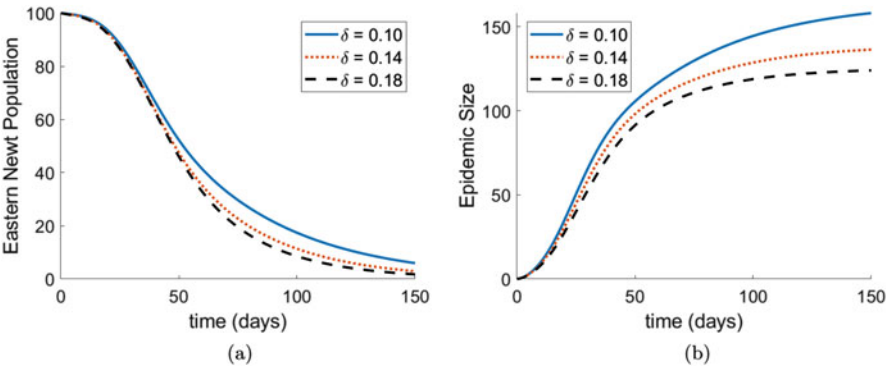 100
80
60
40
20
0
Eastern Newt Population
δ = 0.10
δ = 0.14
δ = 0.18
0
50
100
150
time (days)
(a)
150
100
50
0
Epidemic Size
δ = 0.10
δ = 0.14
δ = 0.18
0
50
100
150
time (days)
(b)